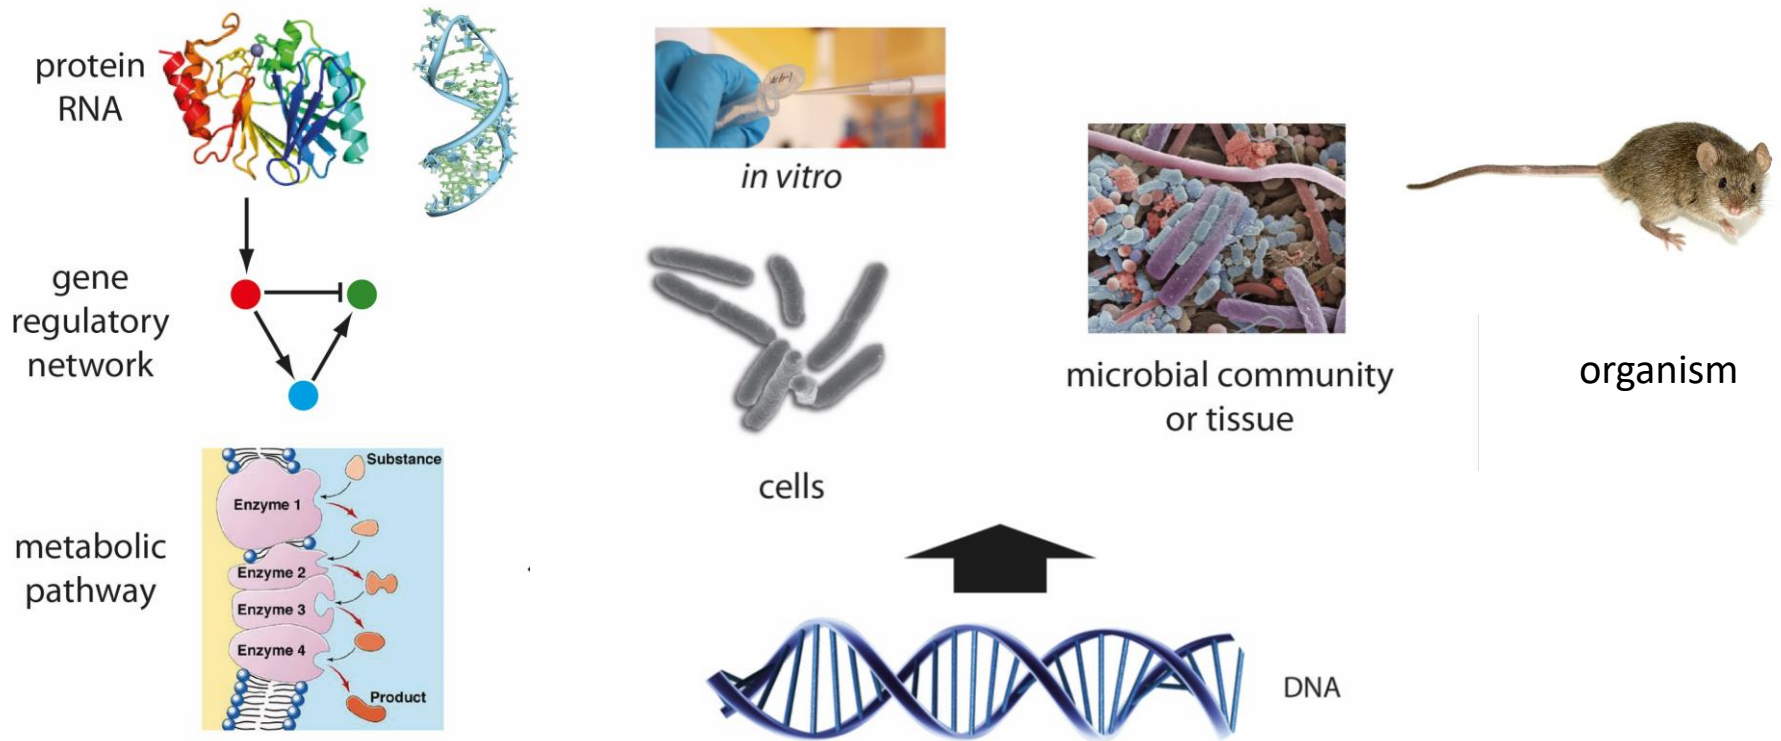 protein
RNA
gene
regulatory
network
metabolic
pathway
Substance
Enzyme 1
Enzyme 2
Enzyme 3
Enzyme 4
Product
in vitro
cells
microbial community
or tissue
organism
DNA